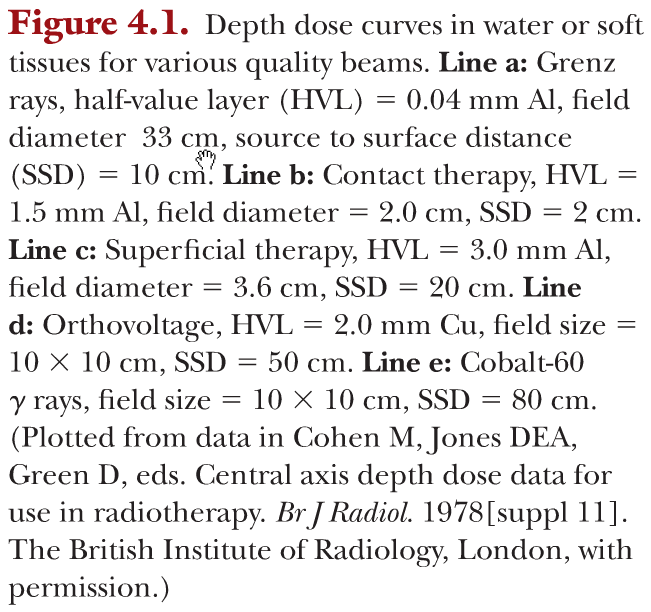 Figure 4.1. Depth dose curves in water or soft
tissues for various quality beams. Line a: Grenz
rays, half-value layer (HVL) = 0.04 mm Al, field
diameter 33 cm, source to surface distance
(SSD) = 10 cm. Line b: Contact therapy, HVL =
1.5 mm Al, field diameter = 2.0 cm, SSD = 2 cm.
Line c: Superficial therapy, HVL = 3.0 mm Al,
field diameter = 3.6 cm, SSD = 20 cm. Line
d: Orthovoltage, HVL = 2.0 mm Cu, field size =
10 × 10 cm, SSD = 50 cm. Line e: Cobalt-60
γ rays, field size = 10 × 10 cm, SSD = 80 cm.
(Plotted from data in Cohen M, Jones DEA,
Green D, eds. Central axis depth dose data for
use in radiotherapy. Br J Radiol. 1978[suppl 11].
The British Institute of Radiology, London, with
permission.)